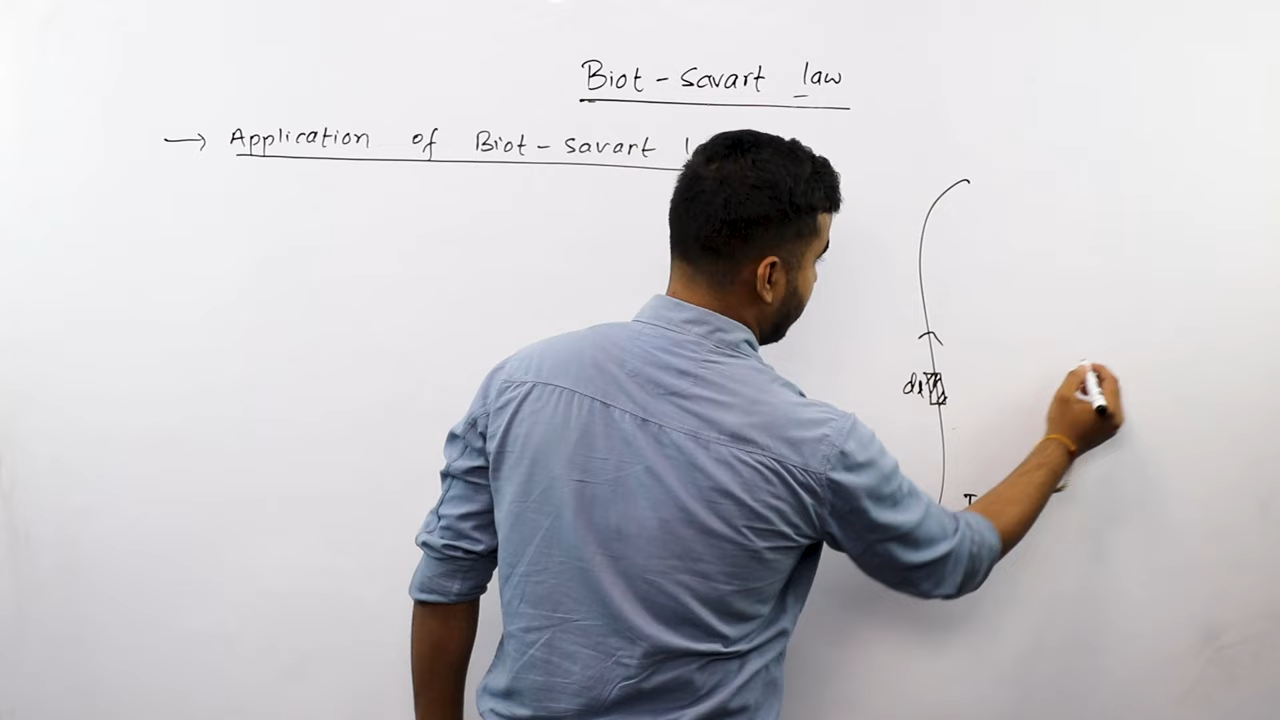 Biot - Savart law
→ Application of Biot - Savart
dl
I